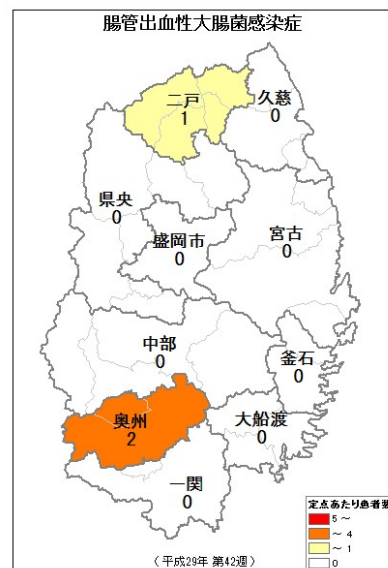 腸管出血性大腸菌感染症
二戸
1
久慈
0
県央
0
盛岡市
0
宮古
0
中部
0
釜石
0
奥州
2
大船渡
0
一関
0
定点あたり患者数
5～
～4
～1
0
(平成29年 第42週)